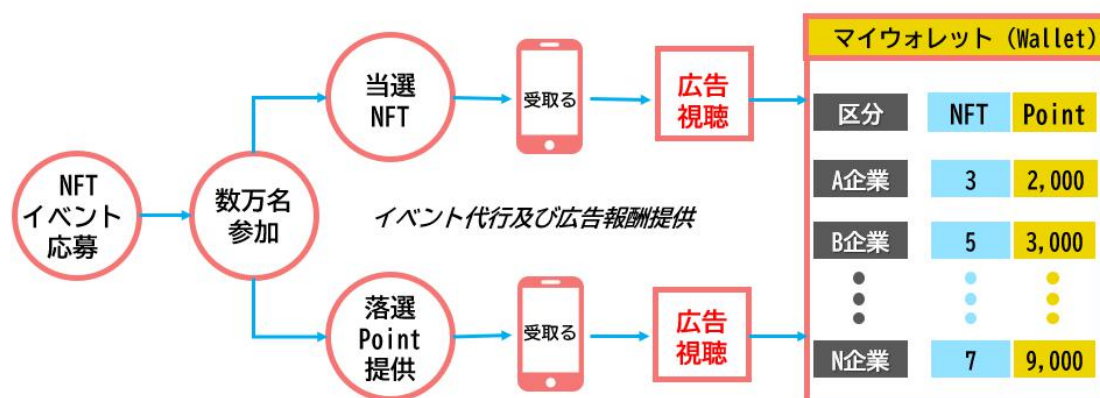 NFT
イベント
応募
数万名
参加
当選
NFT
受取る
広告
視聴
イベント代行及び広告報酬提供
落選
Point
提供
受取る
広告
視聴
マイウォレット (Wallet)
区分 NFT Point
A企業 3 2,000
B企業 5 3,000
N企業 7 9,000